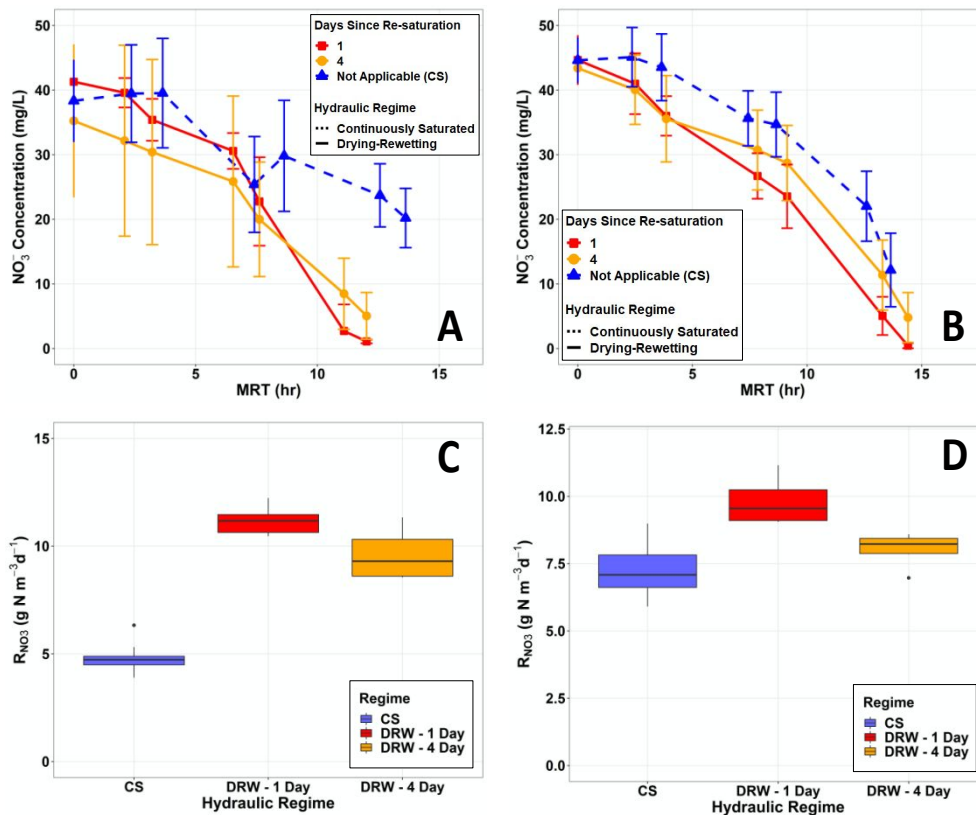 A
NO₃⁻ Concentration (mg/L)
50
40
30
20
10
0
0
5
10
15
MRT (hr)
Days Since Re-saturation
1
4
Not Applicable (CS)
Hydraulic Regime
Continuously Saturated
Drying-Rewetting
B
NO₃⁻ Concentration (mg/L)
50
40
30
20
10
0
0
5
10
15
MRT (hr)
Days Since Re-saturation
1
4
Not Applicable (CS)
Hydraulic Regime
Continuously Saturated
Drying-Rewetting
C
R_NO3 (g N m⁻³d⁻¹)
15
10
5
0
CS
DRW - 1 Day
DRW - 4 Day
Hydraulic Regime
Regime
CS
DRW - 1 Day
DRW - 4 Day
D
R_NO3 (g N m⁻³d⁻¹)
12.5
10.0
7.5
5.0
2.5
0.0
CS
DRW - 1 Day
DRW - 4 Day
Hydraulic Regime
Regime
CS
DRW - 1 Day
DRW - 4 Day